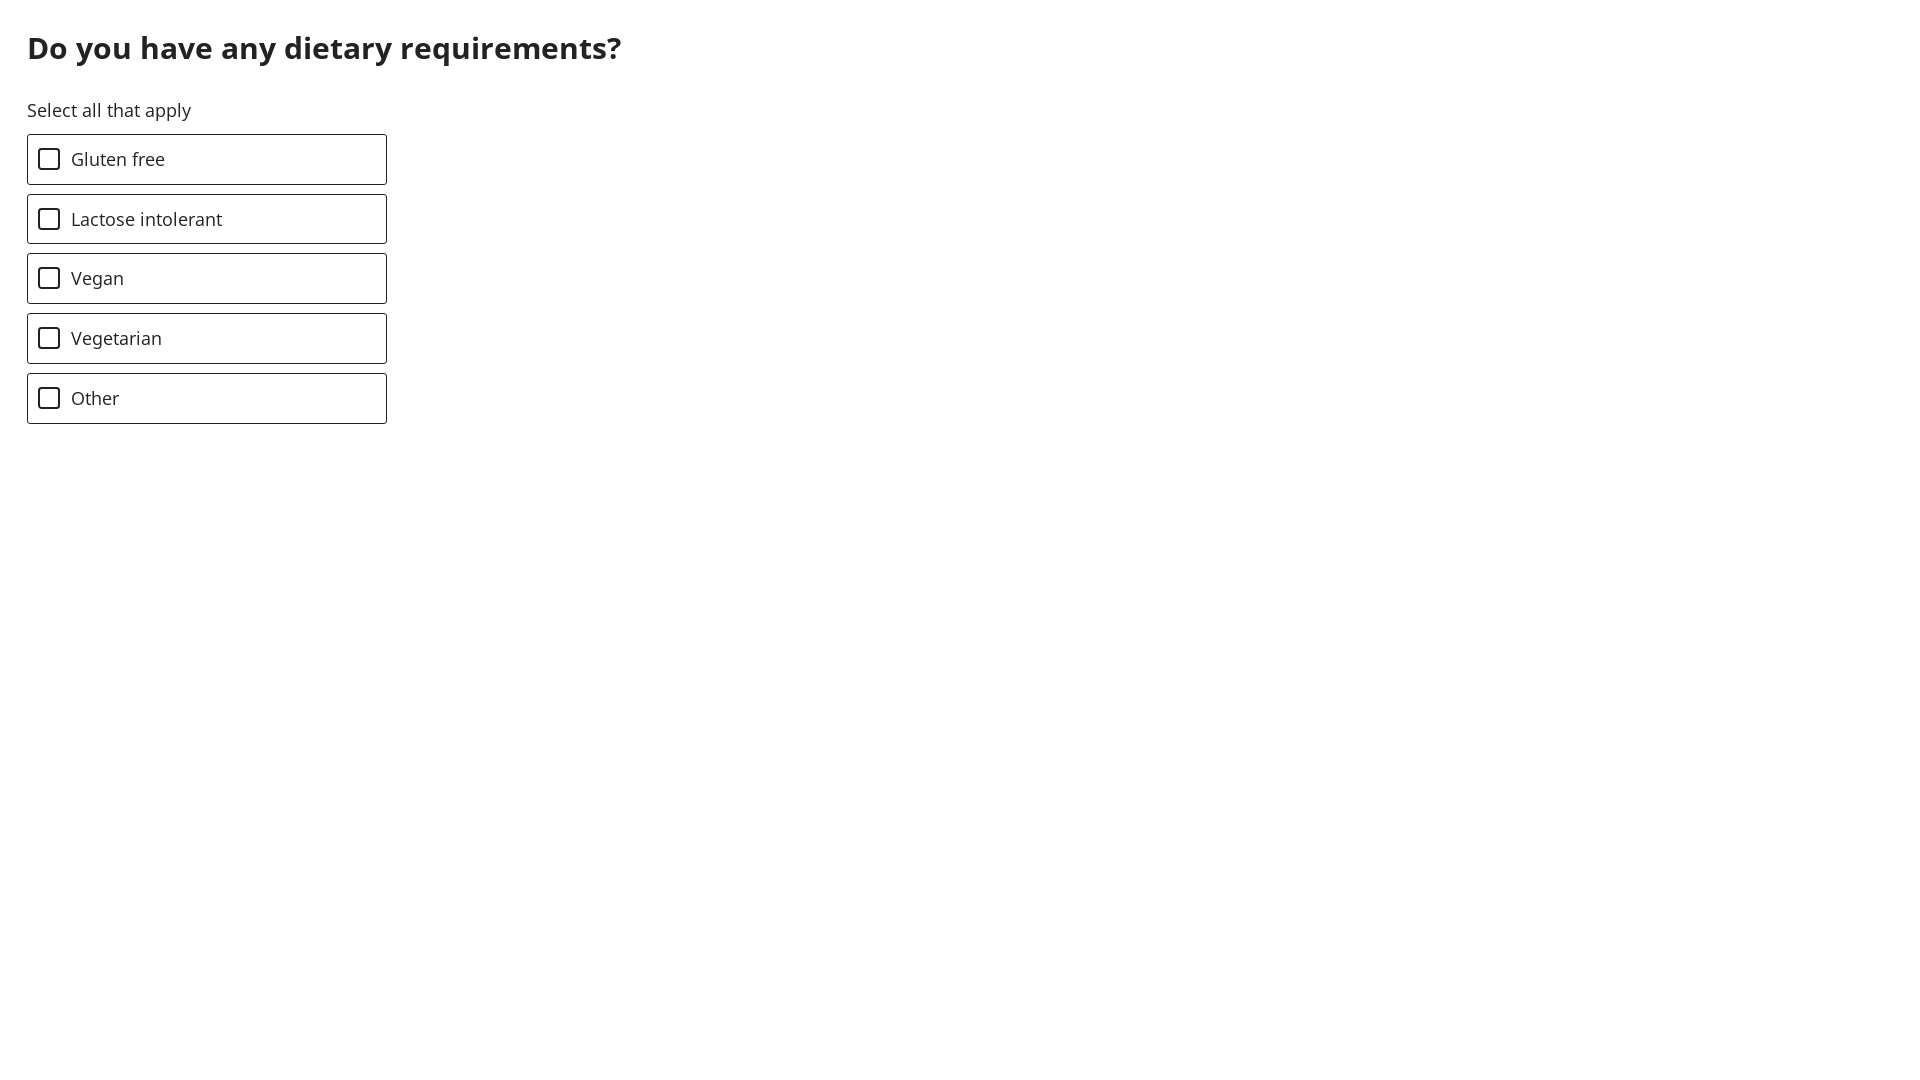 Do you have any dietary requirements?
Select all that apply
Gluten free
Lactose intolerant
Vegan
Vegetarian
Other